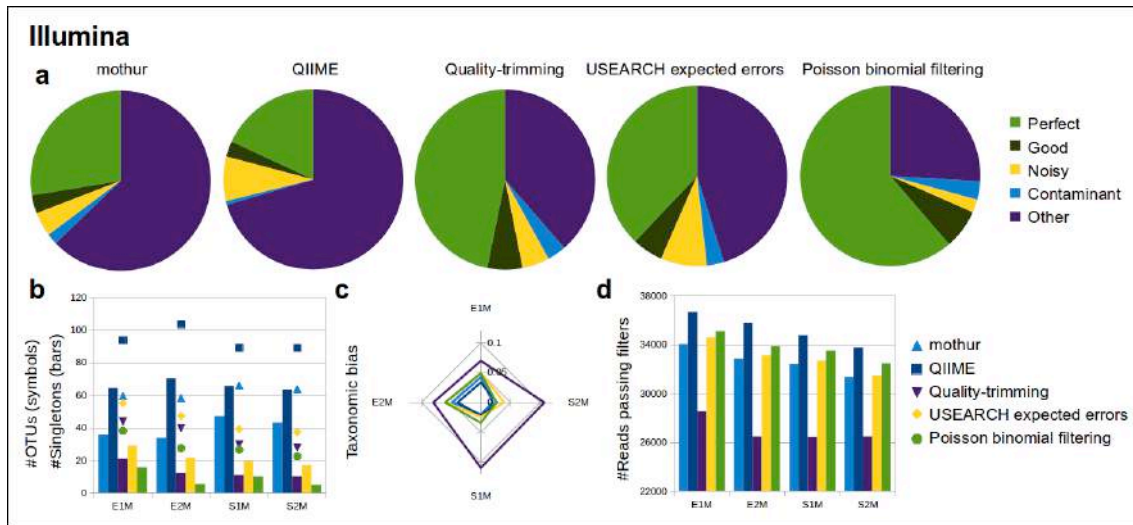 Illumina
a
mothur
QIIME
Quality-trimming
USEARCH expected errors
Poisson binomial filtering
Perfect
Good
Noisy
Contaminant
Other
b
#OTUs (symbols)
#Singletons (bars)
120
100
80
60
40
20
0
E1M
E2M
S1M
S2M
c
Taxonomic bias
E1M
0.1
0.05
0
E2M
S2M
S1M
d
#Reads passing filters
38000
34000
30000
26000
22000
E1M
E2M
S1M
S2M
mothur
QIIME
Quality-trimming
USEARCH expected errors
Poisson binomial filtering